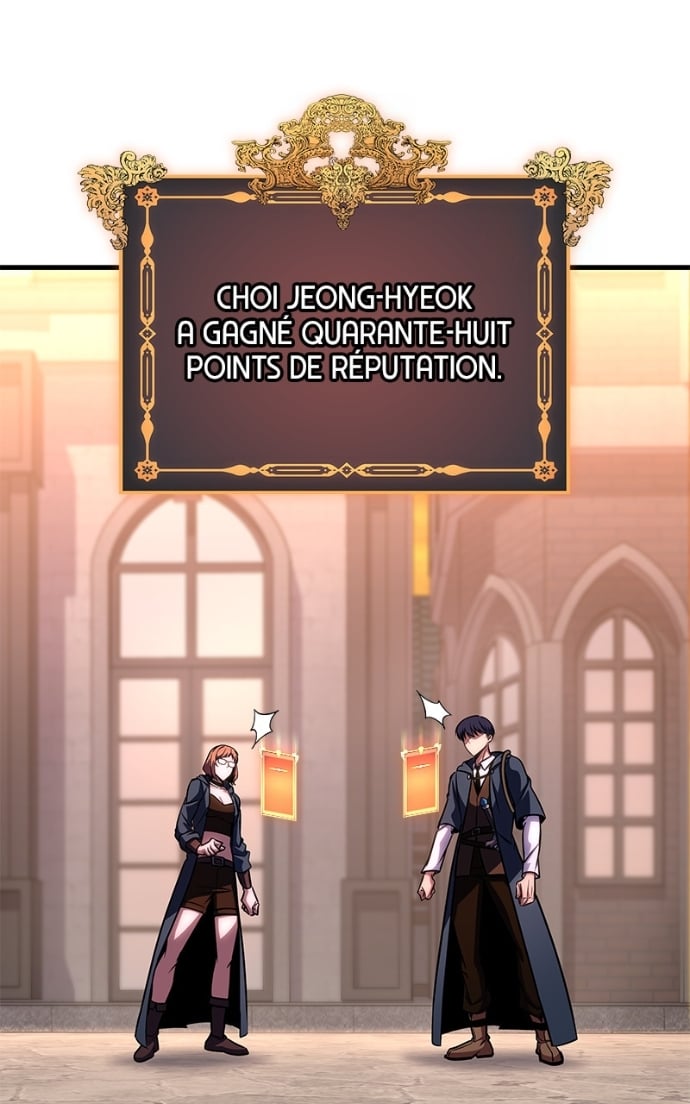 CHOI JEONG-HYEOK
A GAGNÉ QUARANTE-HUIT
POINTS DE RÉPUTATION.